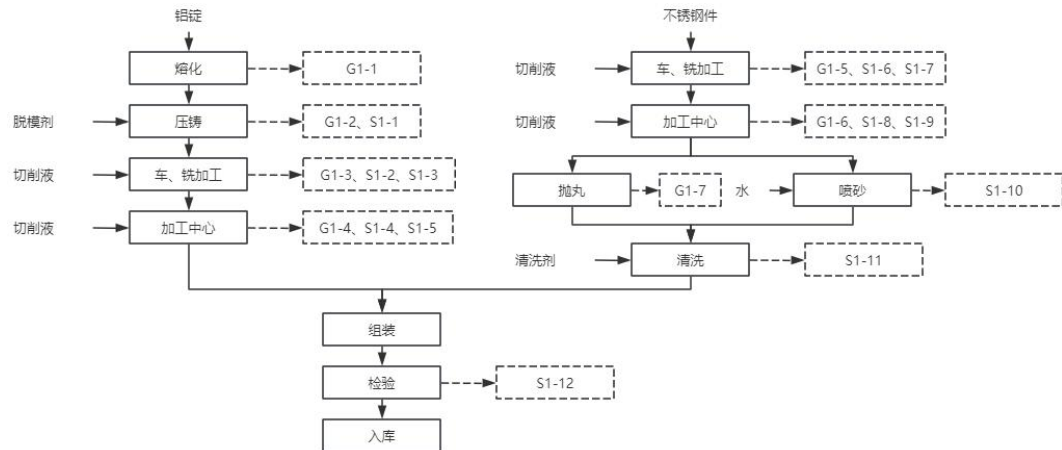 铝锭
熔化
G1-1
脱模剂
压铸
G1-2、S1-1
切削液
车、铣加工
G1-3、S1-2、S1-3
切削液
加工中心
G1-4、S1-4、S1-5
不锈钢件
切削液
车、铣加工
G1-5、S1-6、S1-7
切削液
加工中心
G1-6、S1-8、S1-9
抛丸
G1-7
水
喷砂
S1-10
清洗剂
清洗
S1-11
组装
检验
S1-12
入库